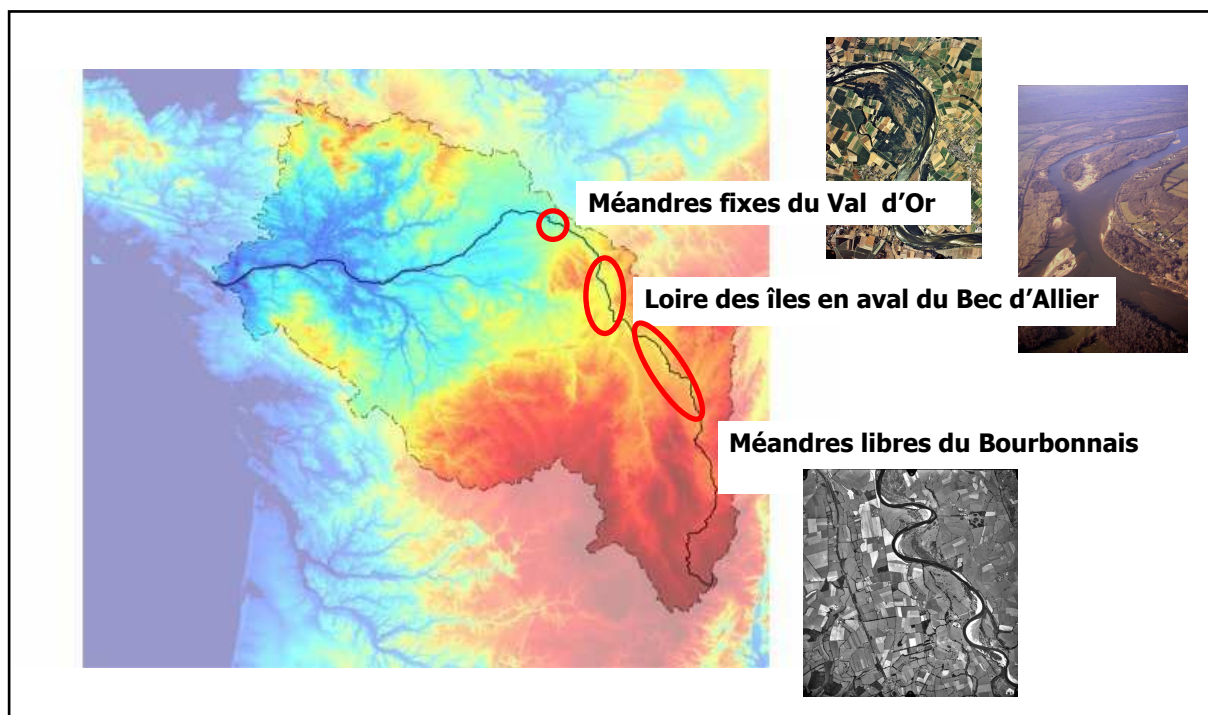 Méandres fixes du Val d’Or
Loire des îles en aval du Bec d’Allier
Méandres libres du Bourbonnais